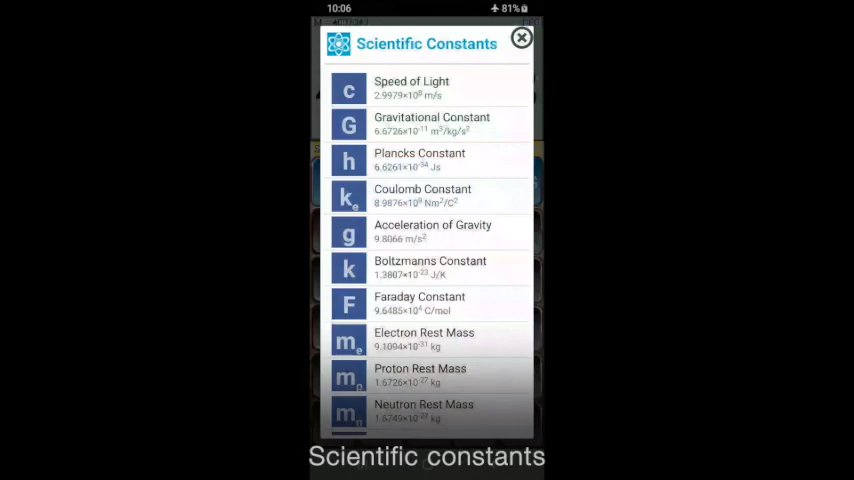 10:06
81%
Scientific Constants
c
Speed of Light
2.9979×10⁸ m/s
G
Gravitational Constant
6.6726×10⁻¹¹ m³/kg/s²
h
Plancks Constant
6.6261×10⁻³⁴ Js
kₑ
Coulomb Constant
8.9876×10⁹ Nm²/C²
g
Acceleration of Gravity
9.8066 m/s²
k
Boltzmanns Constant
1.3807×10⁻²³ J/K
F
Faraday Constant
9.6485×10⁴ C/mol
mₑ
Electron Rest Mass
9.1094×10⁻³¹ kg
mₚ
Proton Rest Mass
1.6726×10⁻²⁷ kg
mₙ
Neutron Rest Mass
kg
Scientific constants